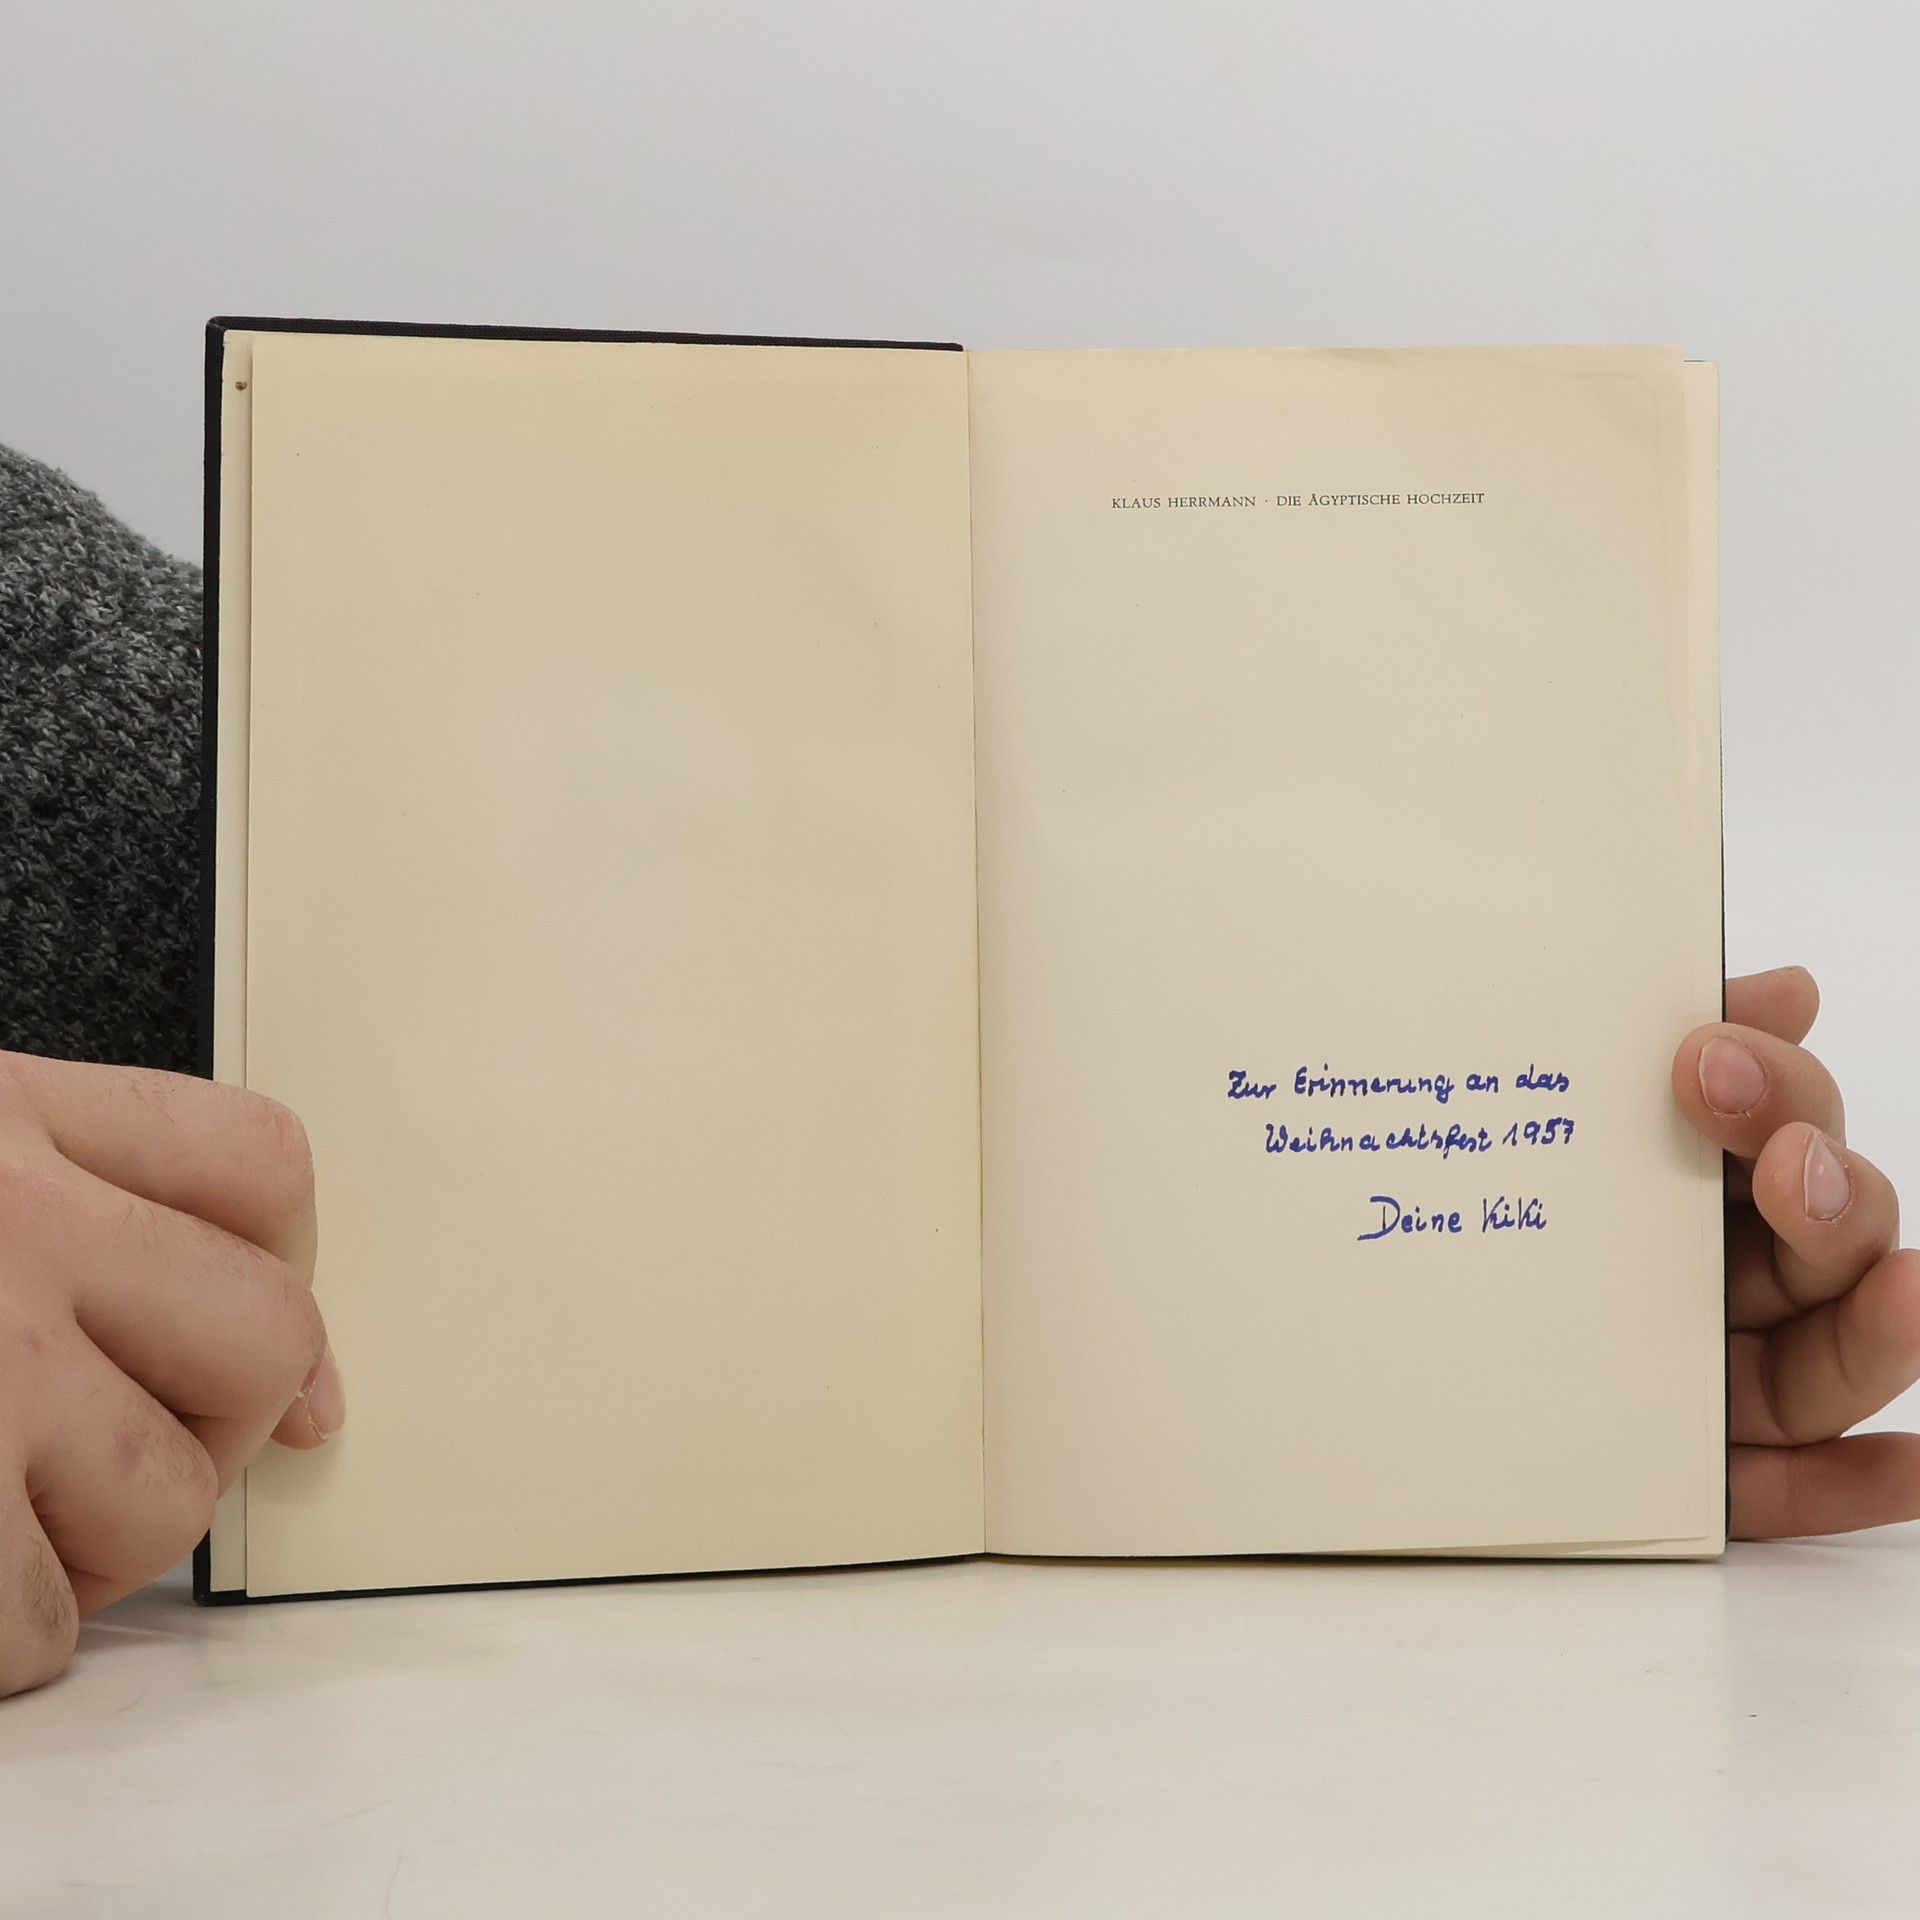 KLAUS HERRMANN · DIE ÄGYPTISCHE HOCHZEIT
Zur Erinnerung an das
Weihnachtsfest 1957
Deine Kiki